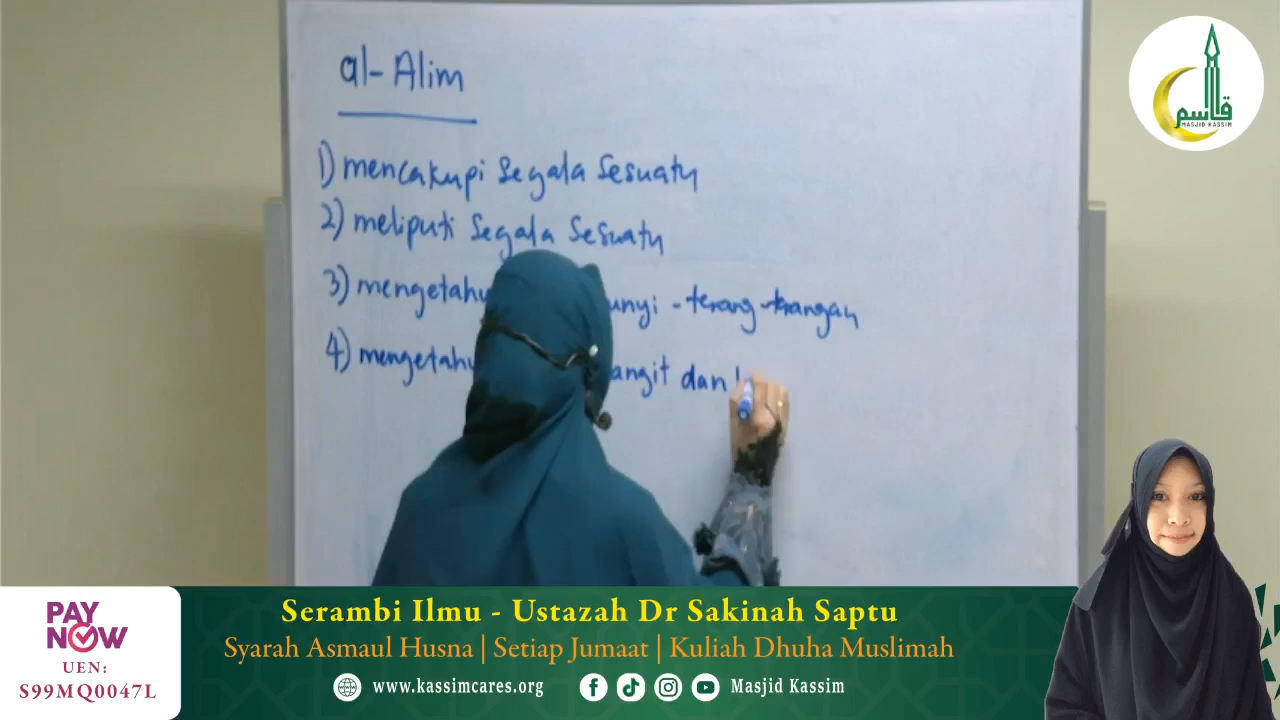 al-Alim
1) mencakupi segala sesuatu
2) meliputi segala sesuatu
3) mengetahu unyi - terang-terangan
4) mengetahu angit dan
قاسم
MASJID KASSIM
PAY
NOW
UEN:
S99MQ0047L
Serambi Ilmu - Ustazah Dr Sakinah Saptu
Syarah Asmaul Husna | Setiap Jumaat | Kuliah Dhuha Muslimah
www.kassimcares.org Masjid Kassim